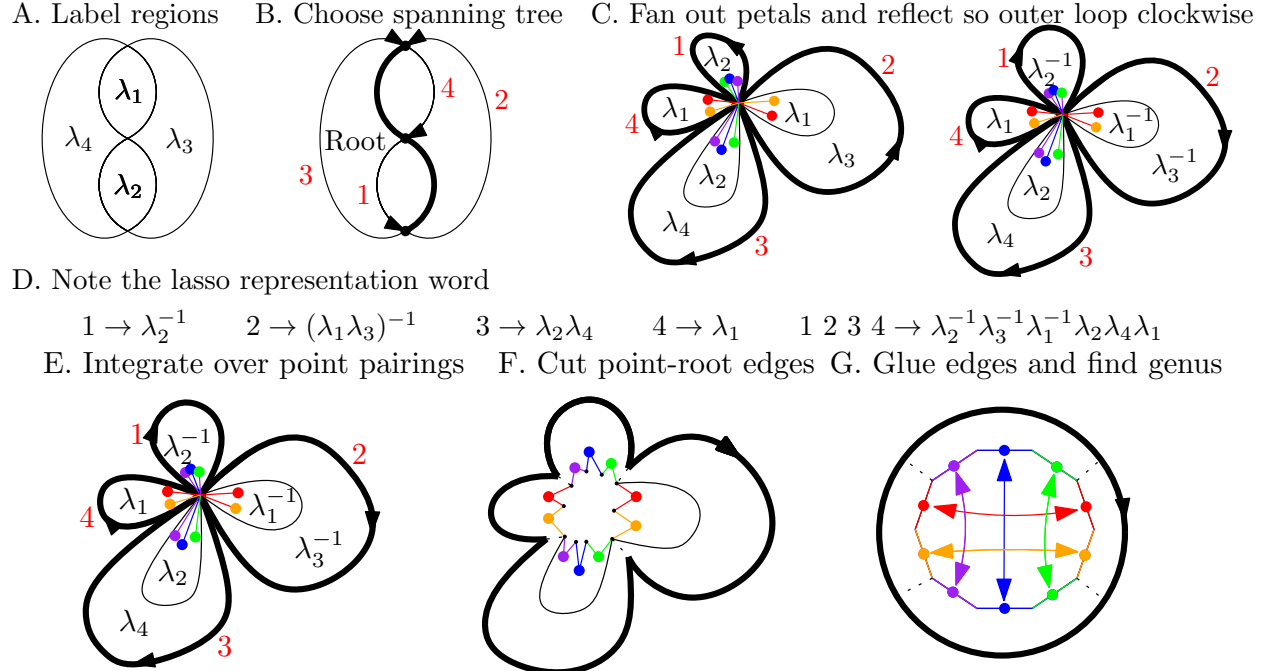 A. Label regions B. Choose spanning tree C. Fan out petals and reflect so outer loop clockwise
λ₁ λ₄ λ₃ λ₂
4 2 Root 3 1
1 λ₂ 2 λ₁ λ₁ 4 λ₃ λ₂ λ₄ 3
1 λ₂⁻¹ 2 λ₁ λ₁⁻¹ 4 λ₃⁻¹ λ₂ λ₄ 3
D. Note the lasso representation word
1 → λ₂⁻¹ 2 → (λ₁λ₃)⁻¹ 3 → λ₂λ₄ 4 → λ₁ 1 2 3 4 → λ₂⁻¹λ₃⁻¹λ₁⁻¹λ₂λ₄λ₁
E. Integrate over point pairings F. Cut point-root edges G. Glue edges and find genus
1 λ₂⁻¹ 2 λ₁ λ₁⁻¹ 4 λ₃⁻¹ λ₂ λ₄ 3